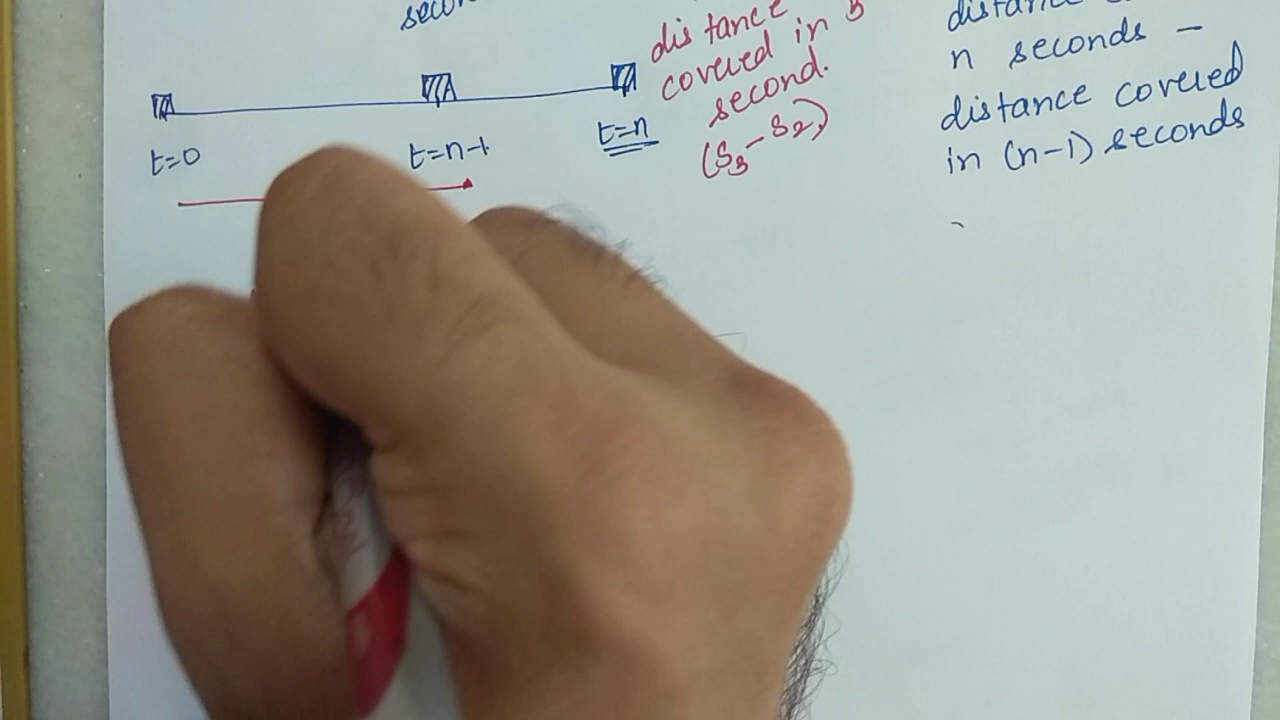 distance
covered in 3
second.
(S3 - S2)
t=0
t=n-1
t=n
n seconds -
distance covered
in (n-1) seconds